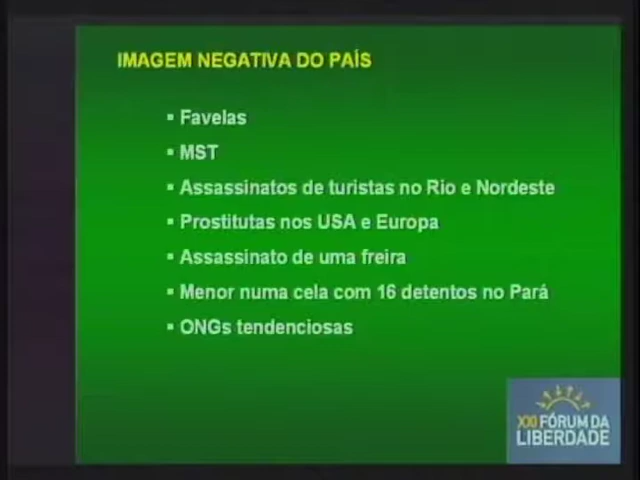 IMAGEM NEGATIVA DO PAÍS
▪ Favelas
▪ MST
▪ Assassinatos de turistas no Rio e Nordeste
▪ Prostitutas nos USA e Europa
▪ Assassinato de uma freira
▪ Menor numa cela com 16 detentos no Pará
▪ ONGs tendenciosas
XXI FÓRUM DA
LIBERDADE